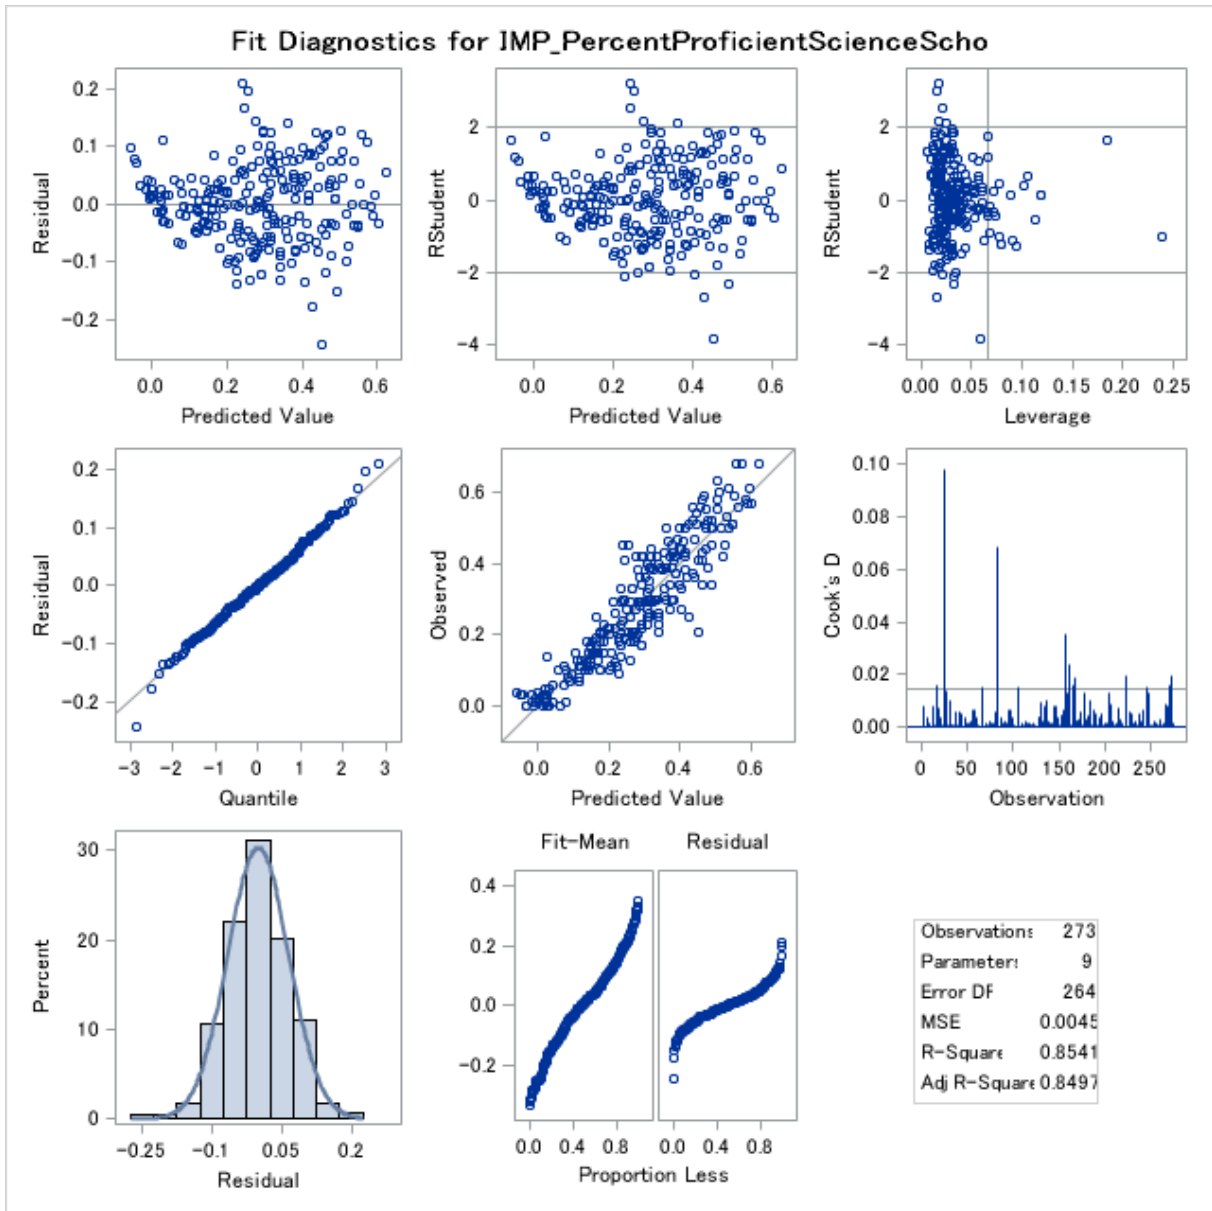 Fit Diagnostics for IMP_PercentProficientScienceScho
0.2
0.1
0.0
-0.1
-0.2
Residual
0.0 0.2 0.4 0.6
Predicted Value
2
0
-2
-4
RStudent
0.0 0.2 0.4 0.6
Predicted Value
2
0
-2
-4
RStudent
0.00 0.05 0.10 0.15 0.20 0.25
Leverage
0.2
0.1
0.0
-0.1
-0.2
Residual
-3 -2 -1 0 1 2 3
Quantile
0.6
0.4
0.2
0.0
Observed
0.0 0.2 0.4 0.6
Predicted Value
0.10
0.08
0.06
0.04
0.02
0.00
Cook's D
0 50 100 150 200 250
Observation
30
20
10
0
Percent
-0.25 -0.1 0.05 0.2
Residual
Fit-Mean Residual
0.4
0.2
0.0
-0.2
0.0 0.4 0.8 0.0 0.4 0.8
Proportion Less
Observations 273
Parameters 9
Error DF 264
MSE 0.0045
R-Square 0.8541
Adj R-Square 0.8497